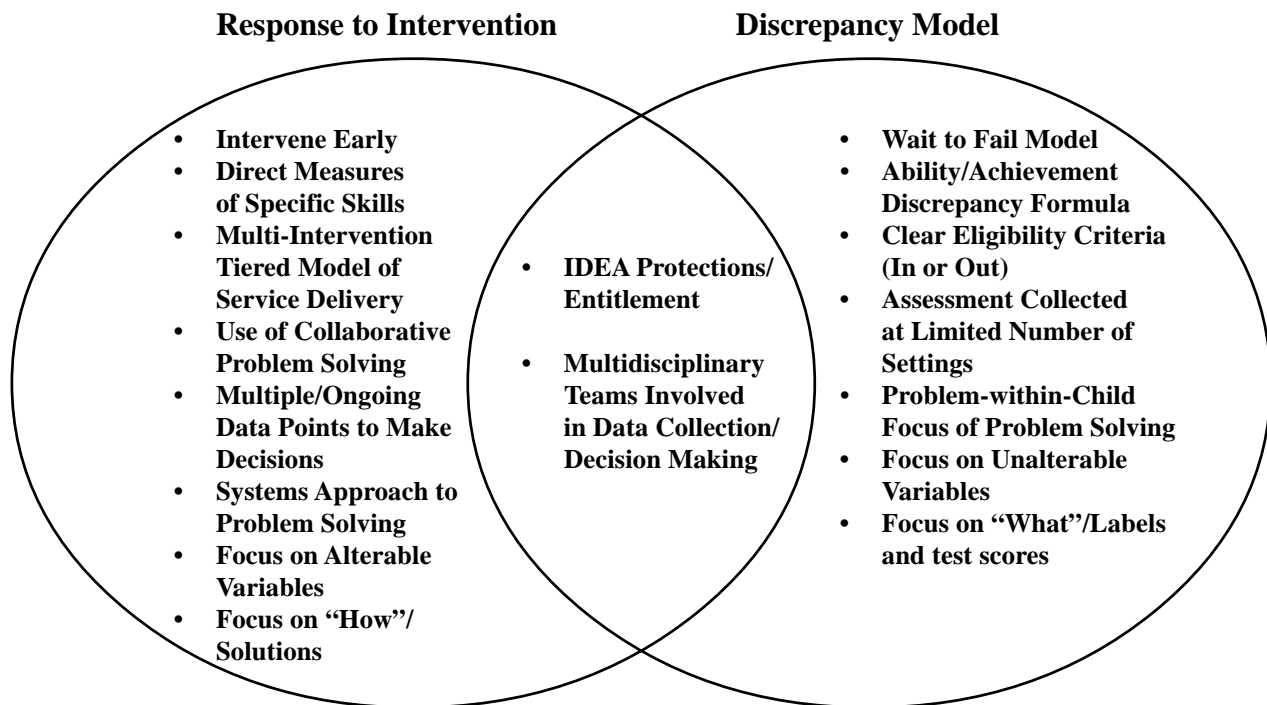 Response to Intervention
Discrepancy Model
• Intervene Early
• Direct Measures
of Specific Skills
• Multi-Intervention
Tiered Model of
Service Delivery
• Use of Collaborative
Problem Solving
• Multiple/Ongoing
Data Points to Make
Decisions
• Systems Approach to
Problem Solving
• Focus on Alterable
Variables
• Focus on “How”/
Solutions
• IDEA Protections/
Entitlement
• Multidisciplinary
Teams Involved
in Data Collection/
Decision Making
• Wait to Fail Model
• Ability/Achievement
Discrepancy Formula
• Clear Eligibility Criteria
(In or Out)
• Assessment Collected
at Limited Number of
Settings
• Problem-within-Child
Focus of Problem Solving
• Focus on Unalterable
Variables
• Focus on “What”/Labels
and test scores